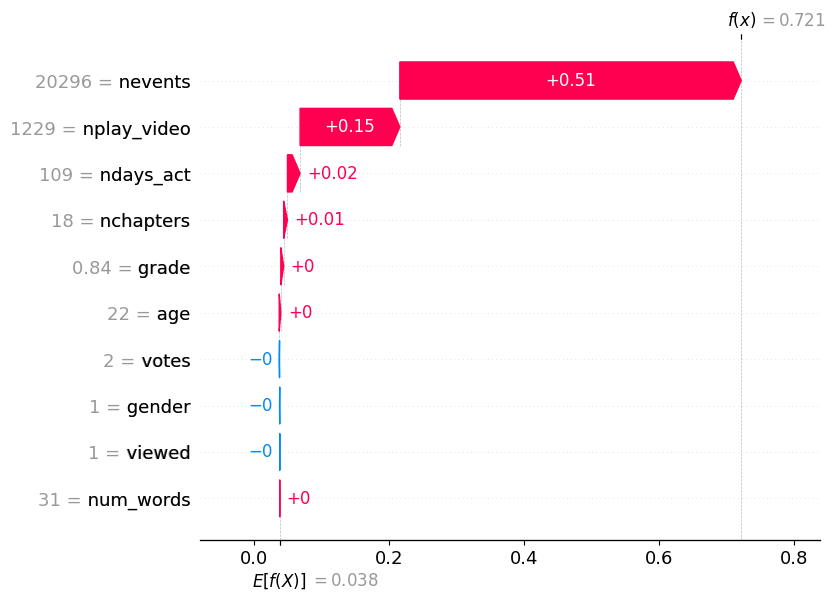 f(x) = 0.721
20296 = nevents +0.51
1229 = nplay_video +0.15
109 = ndays_act +0.02
18 = nchapters +0.01
0.84 = grade +0
22 = age +0
2 = votes −0
1 = gender −0
1 = viewed −0
31 = num_words +0
0.0 0.2 0.4 0.6 0.8
E[f(X)] = 0.038